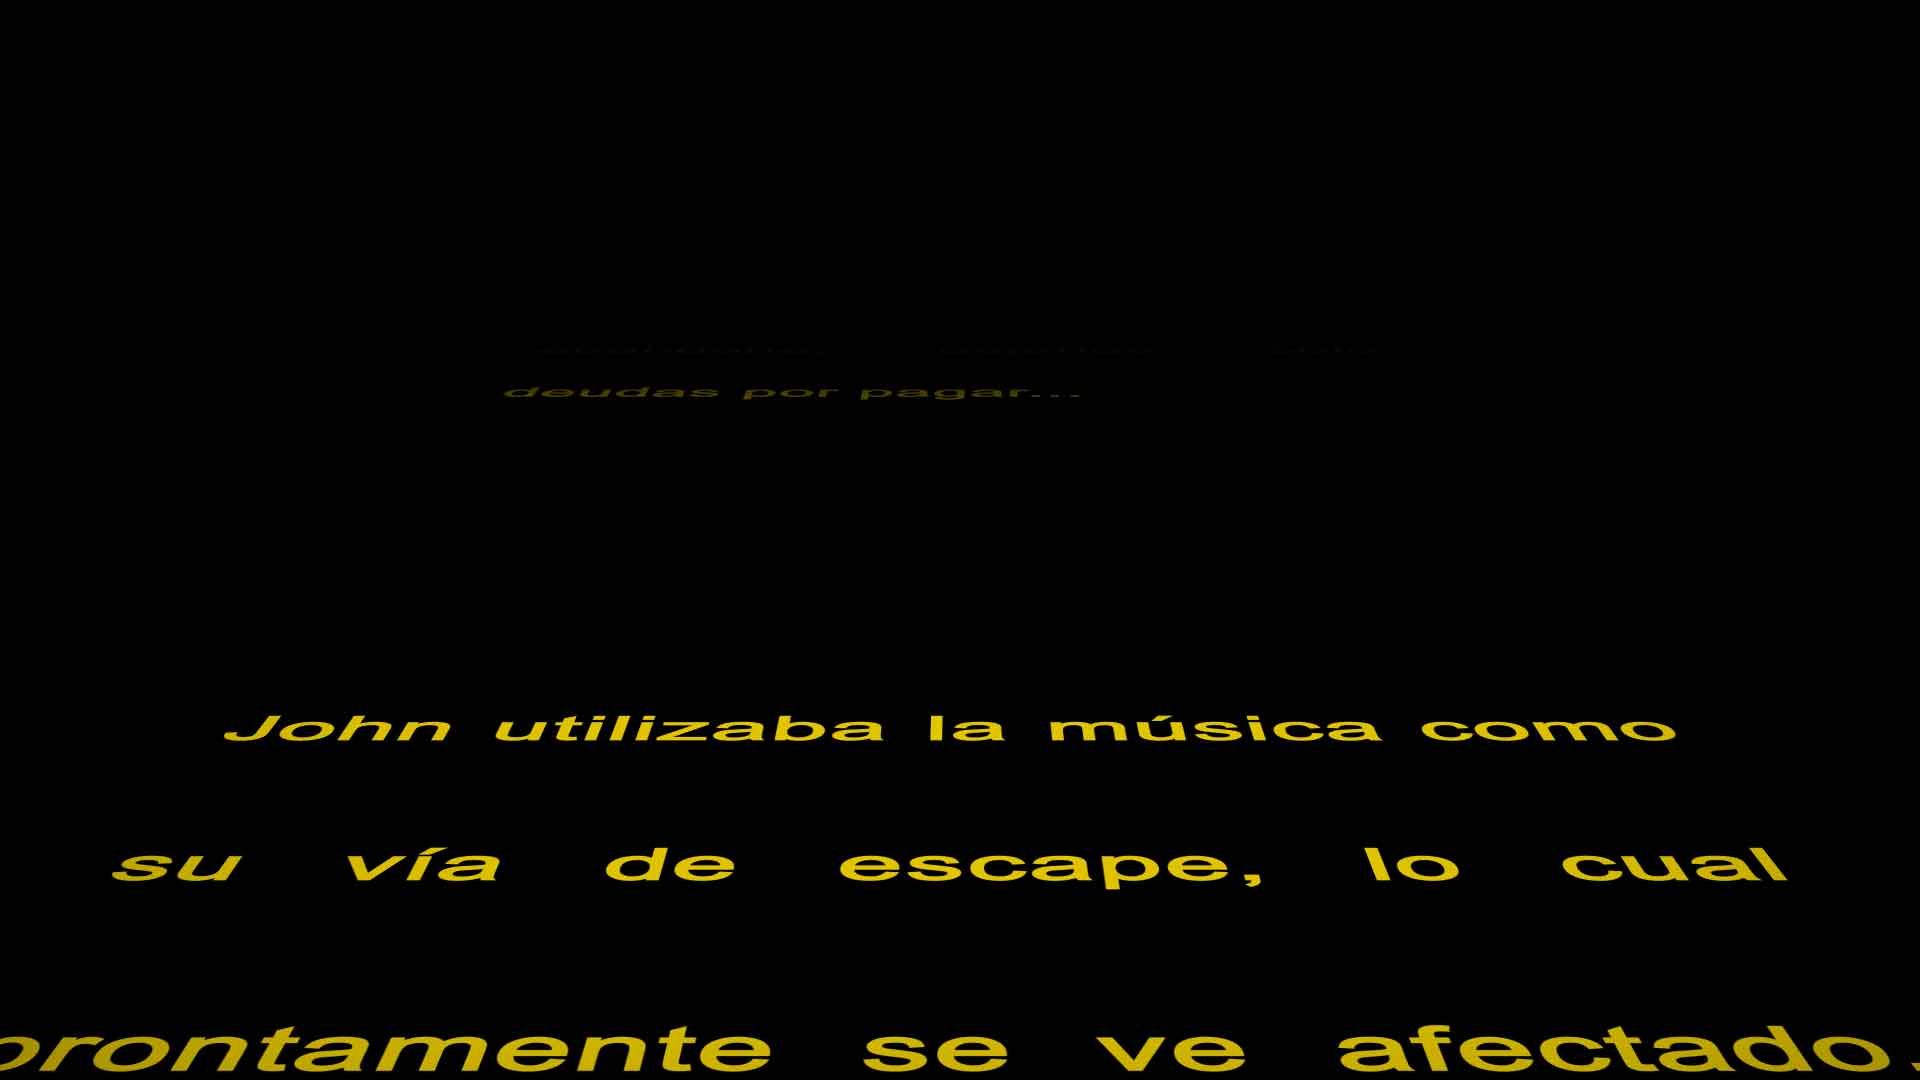 deudas por pagar...
John utilizaba la música como
su vía de escape, lo cual
prontamente se ve afectado.